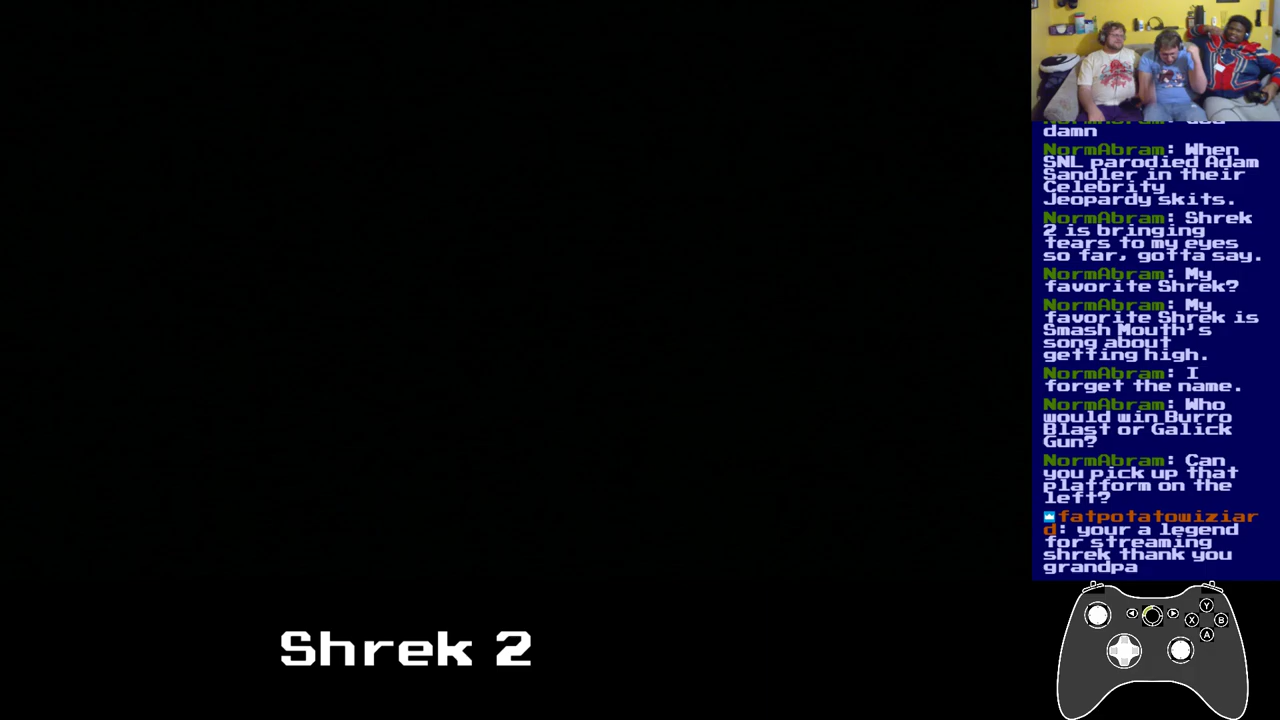 damn
NormAbram: When
SNL parodied Adam
Sandler in their
Celebrity
Jeopardy skits.
NormAbram: Shrek
2 is bringing
tears to my eyes
so far, gotta say.
NormAbram: My
favorite Shrek?
NormAbram: My
favorite Shrek is
Smash Mouth's
song about
getting high.
NormAbram: I
forget the name.
NormAbram: Who
would win Burro
Blast or Galick
Gun?
NormAbram: Can
you pick up that
platform on the
left?
fatpotatowiziar
d: your a legend
for streaming
shrek thank you
grandpa
Y
X B
A
Shrek 2